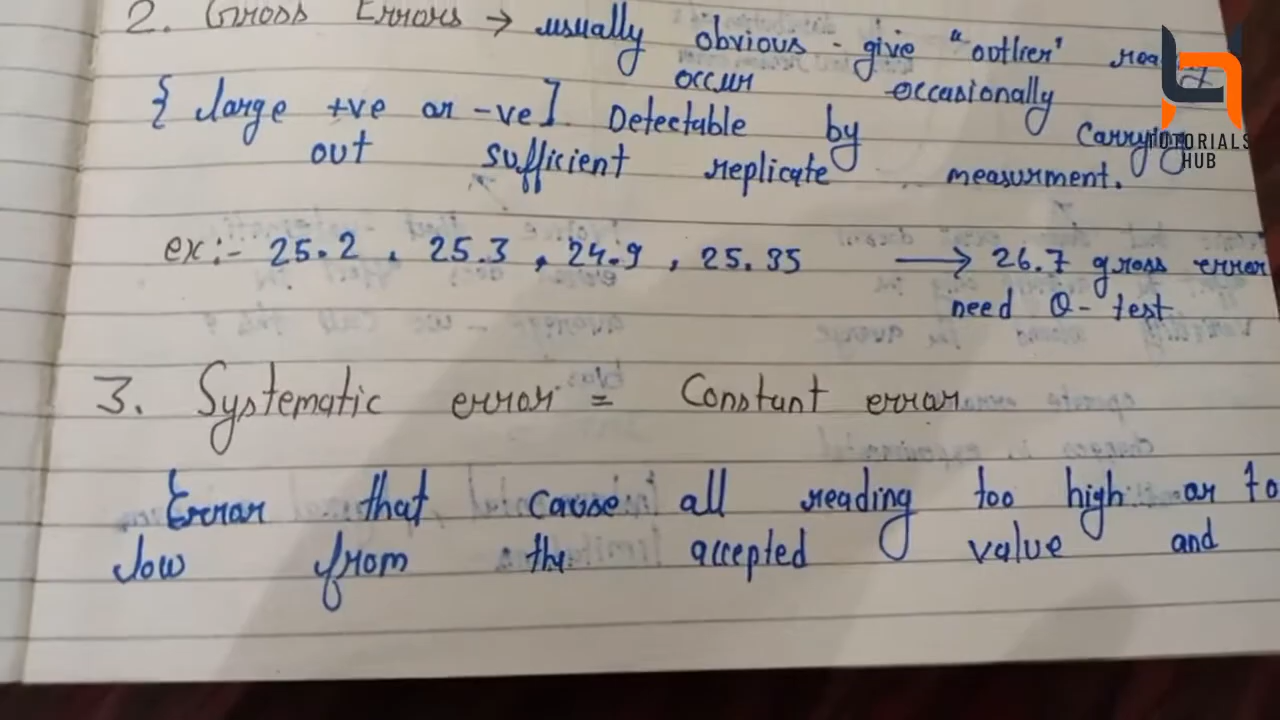 2. Gross Errors → usually obvious - give "outlier"
occur occasionally
{ large +ve or -ve]. Detectable by Carrying
out sufficient replicate measurment.
ex:- 25.2 , 25.3 , 24.9 , 25.35 → 26.7 gross error
need Q- test
3. Systematic error = Constant error
Error that cause all reading too high or to
low from the accepted value and
TUTORIALS
HUB